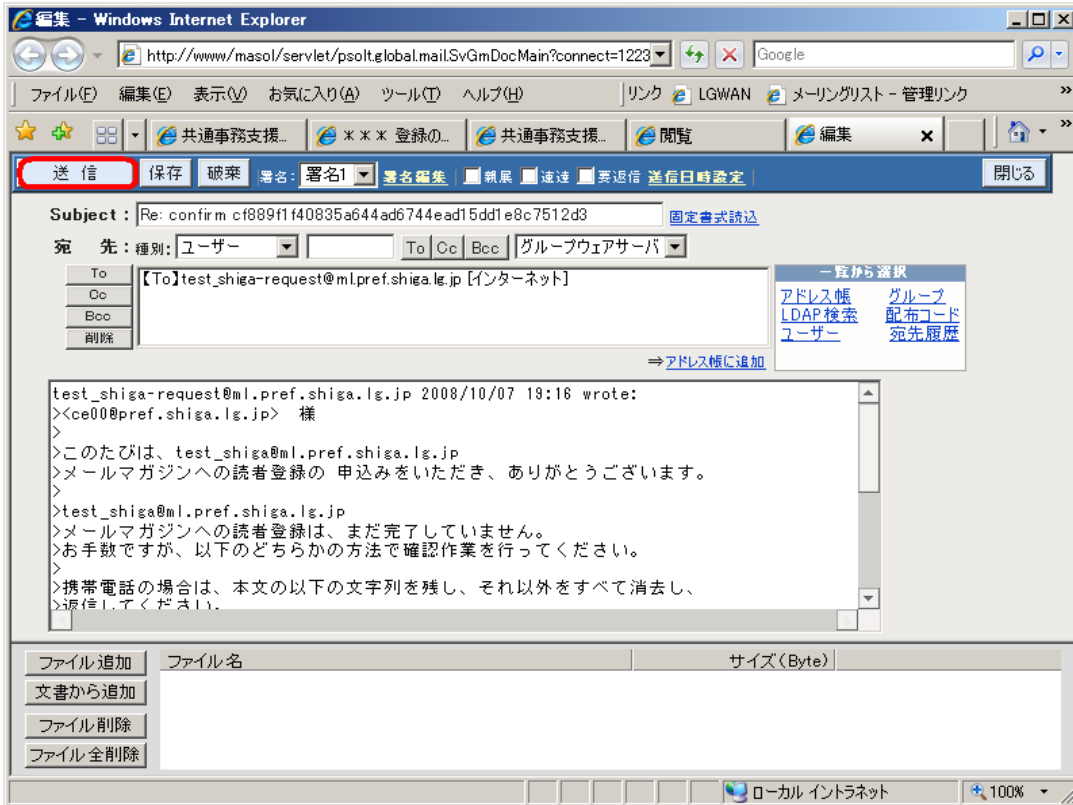 編集 - Windows Internet Explorer
http://www/masol/servlet/psolt.global.mail.SvGmDocMain?connect=1223
Google
ファイル(F) 編集(E) 表示(V) お気に入り(A) ツール(T) ヘルプ(H) リンク LGWAN メーリングリスト - 管理リンク »
共通事務支援... ＊＊＊ 登録の... 共通事務支援... 閲覧 編集 x »
送 信 保存 破棄 署名: 署名1 署名編集 | 親展 速達 要返信 送信日時設定 | 閉じる
Subject : Re: confirm cf889f1f40835a644ad6744ead15dd1e8c7512d3 固定書式読込
宛 先 : 種別: ユーザー To Cc Bcc グループウェアサーバ
To
Cc
Bcc
削除
【To】test_shiga-request@ml.pref.shiga.lg.jp [インターネット]
一覧から選択
アドレス帳 グループ
LDAP検索 配布コード
ユーザー 宛先履歴
⇒アドレス帳に追加
test_shiga-request@ml.pref.shiga.lg.jp 2008/10/07 19:16 wrote:
><ce00@pref.shiga.lg.jp> 様
>
>このたびは、test_shiga@ml.pref.shiga.lg.jp
>メールマガジンへの読者登録の 申込みをいただき、ありがとうございます。
>
>test_shiga@ml.pref.shiga.lg.jp
>メールマガジンへの読者登録は、まだ完了していません。
>お手数ですが、以下のどちらかの方法で確認作業を行ってください。
>
>携帯電話の場合は、本文の以下の文字列を残し、それ以外をすべて消去し、
>返信してください。
ファイル追加 ファイル名 サイズ(Byte)
文書から追加
ファイル削除
ファイル全削除
ローカル イントラネット 100%